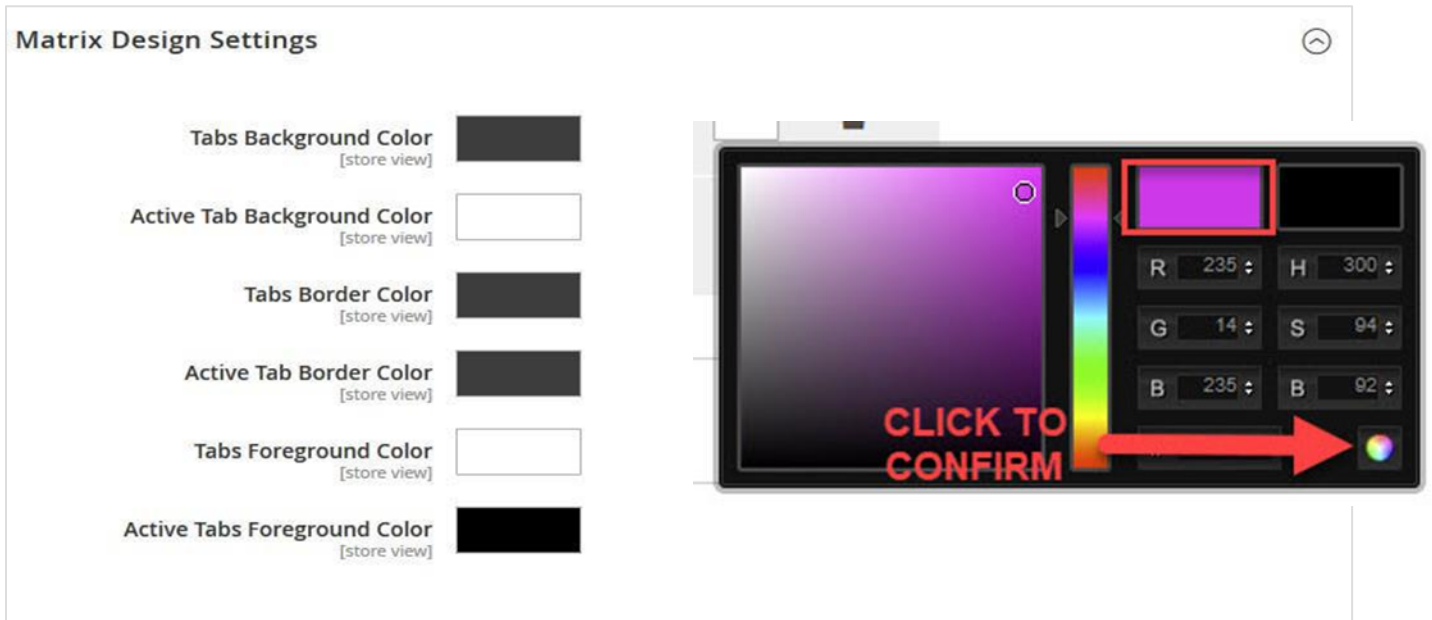 Matrix Design Settings
Tabs Background Color
[store view]
Active Tab Background Color
[store view]
Tabs Border Color
[store view]
Active Tab Border Color
[store view]
Tabs Foreground Color
[store view]
Active Tabs Foreground Color
[store view]
R 235 H 300
G 14 S 94
B 235 B 92
CLICK TO
CONFIRM